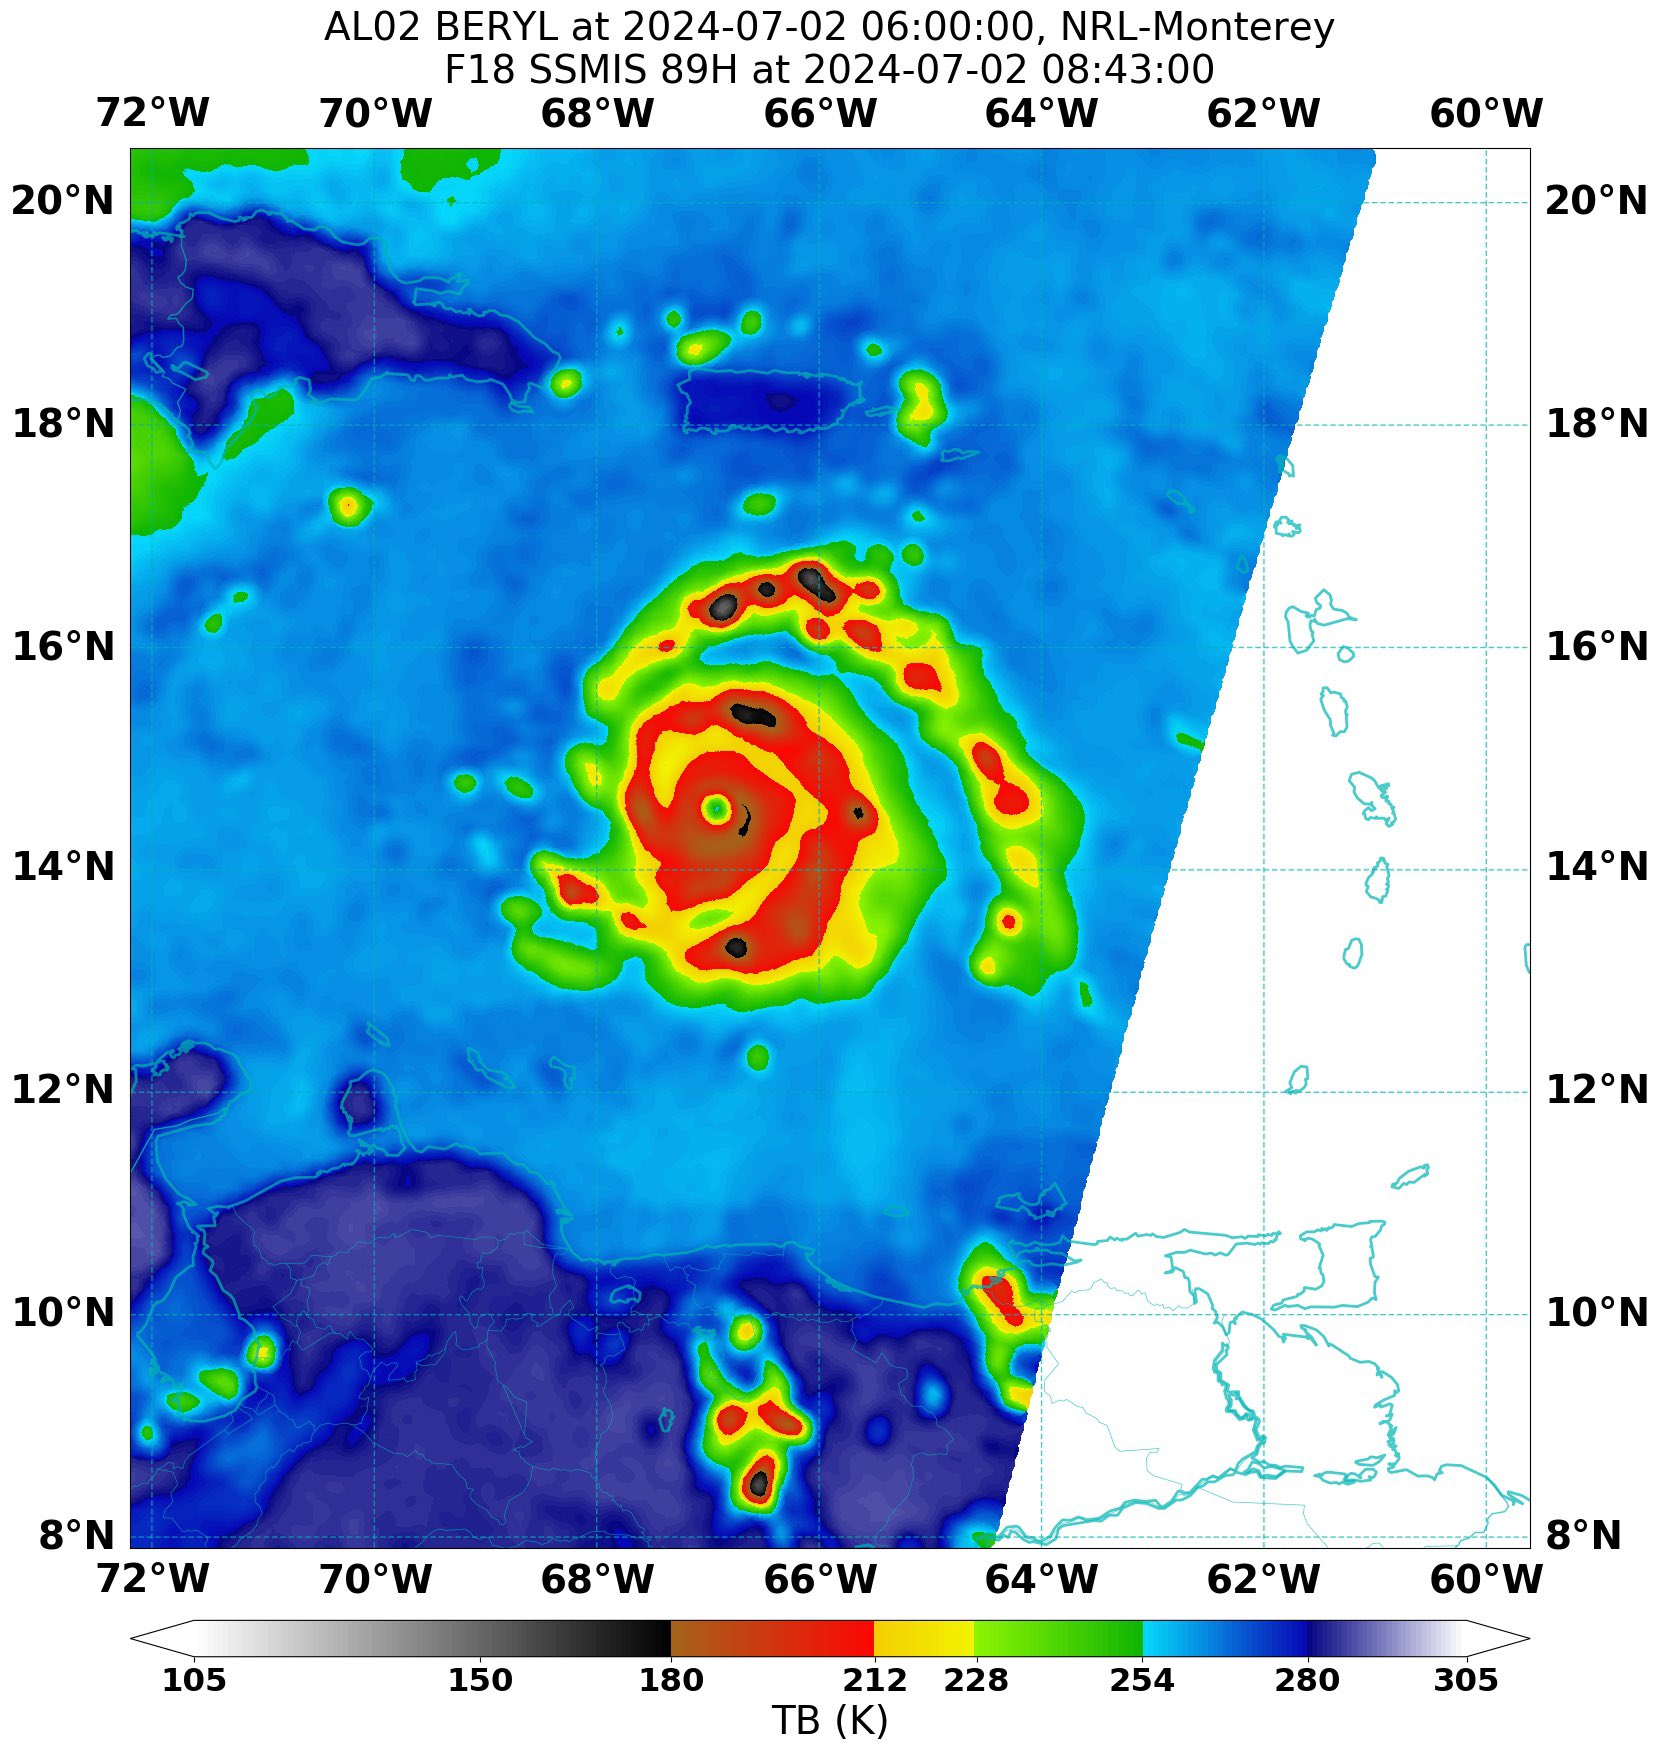 AL02 BERYL at 2024-07-02 06:00:00, NRL-Monterey
F18 SSMIS 89H at 2024-07-02 08:43:00
72°W 70°W 68°W 66°W 64°W 62°W 60°W
20°N 20°N
18°N 18°N
16°N 16°N
14°N 14°N
12°N 12°N
10°N 10°N
8°N 8°N
72°W 70°W 68°W 66°W 64°W 62°W 60°W
105 150 180 212 228 254 280 305
TB (K)